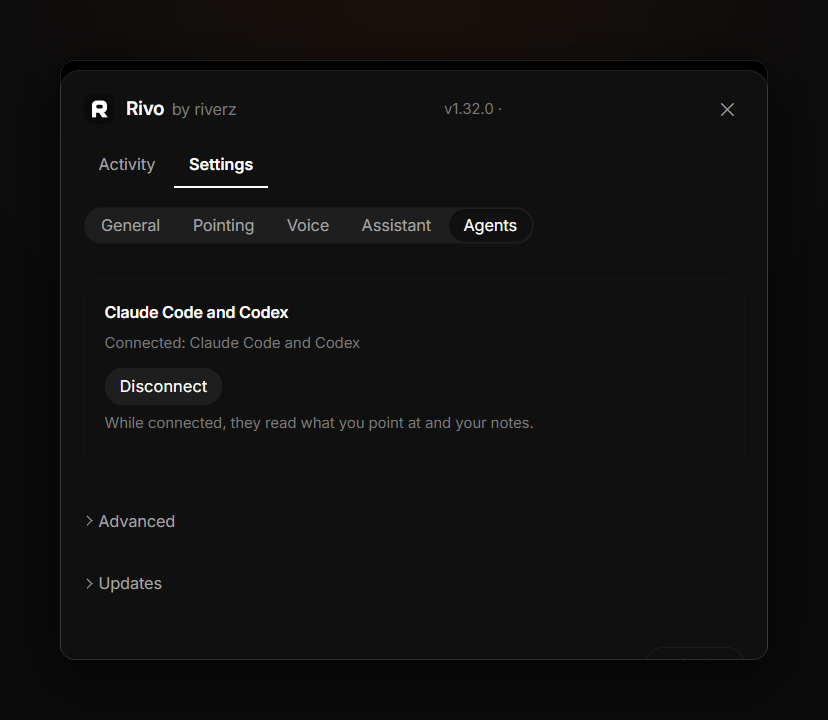 Rivo by riverz v1.32.0 ·
Activity Settings
General Pointing Voice Assistant Agents
Claude Code and Codex
Connected: Claude Code and Codex
Disconnect
While connected, they read what you point at and your notes.
Advanced
Updates